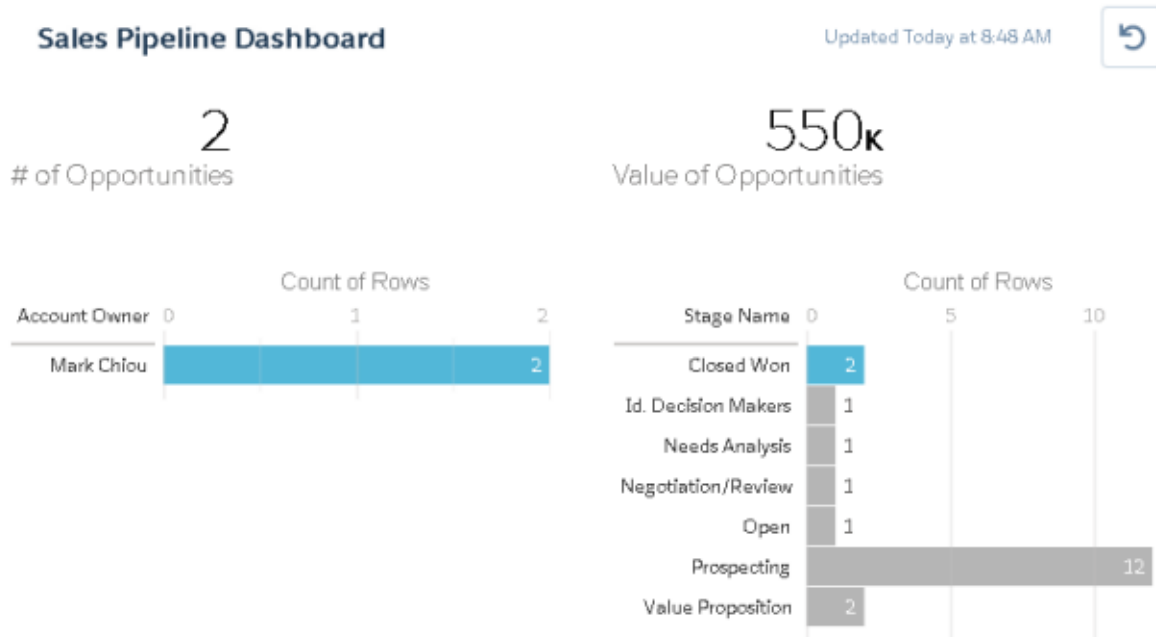 Sales Pipeline Dashboard
Updated Today at 8:48 AM
2
# of Opportunities
550K
Value of Opportunities
Count of Rows
Account Owner 0 1 2
Mark Chiou 2
Count of Rows
Stage Name 0 5 10
Closed Won 2
Id. Decision Makers 1
Needs Analysis 1
Negotiation/Review 1
Open 1
Prospecting 12
Value Proposition 2